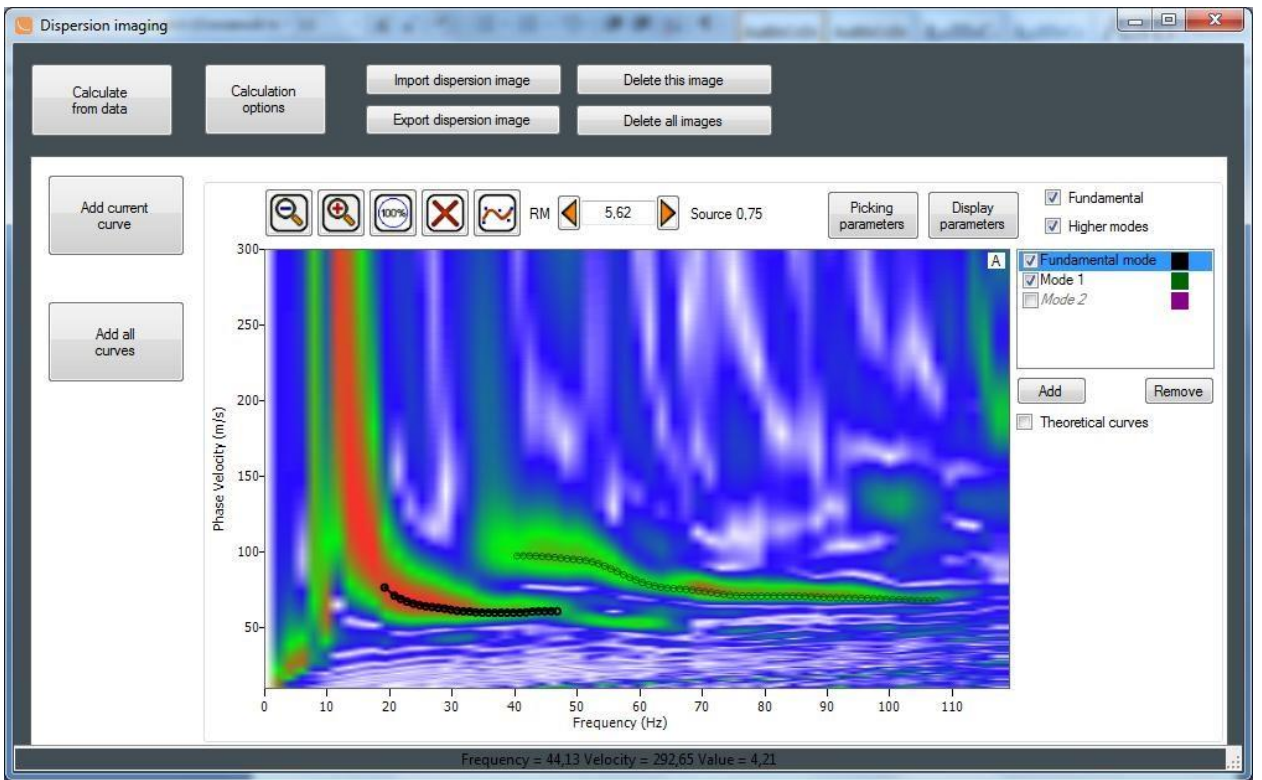 Dispersion imaging
Calculate
from data
Calculation
options
Import dispersion image
Delete this image
Export dispersion image
Delete all images
Add current
curve
Add all
curves
100%
RM
5,62
Source 0,75
Picking
parameters
Display
parameters
Fundamental
Higher modes
A
Fundamental mode
Mode 1
Mode 2
Add
Remove
Theoretical curves
300
250
200
150
100
50
Phase Velocity (m/s)
0 10 20 30 40 50 60 70 80 90 100 110
Frequency (Hz)
Frequency = 44,13 Velocity = 292,65 Value = 4,21